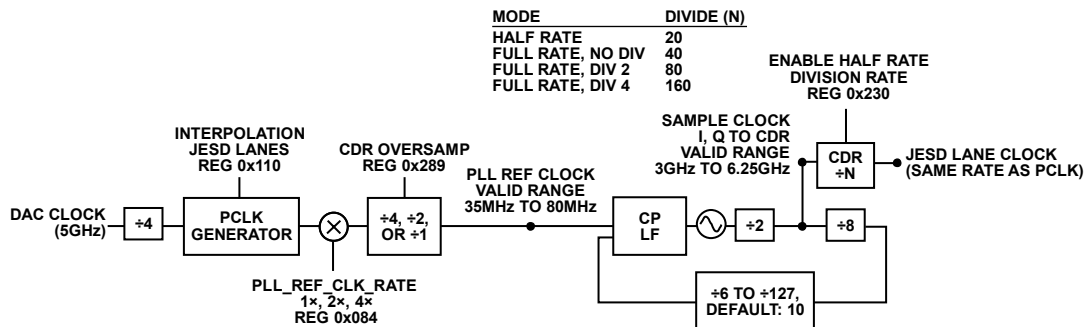 MODE DIVIDE (N)
HALF RATE 20
FULL RATE, NO DIV 40
FULL RATE, DIV 2 80
FULL RATE, DIV 4 160
ENABLE HALF RATE
DIVISION RATE
REG 0x230
INTERPOLATION
JESD LANES
REG 0x110
CDR OVERSAMP
REG 0x289
PLL REF CLOCK
VALID RANGE
35MHz TO 80MHz
SAMPLE CLOCK
I, Q TO CDR
VALID RANGE
3GHz TO 6.25GHz
CDR
÷N
JESD LANE CLOCK
(SAME RATE AS PCLK)
DAC CLOCK
(5GHz)
÷4
PCLK
GENERATOR
×
÷4, ÷2,
OR ÷1
CP
LF
÷2
÷8
PLL_REF_CLK_RATE
1×, 2×, 4×
REG 0x084
÷6 TO ÷127,
DEFAULT: 10